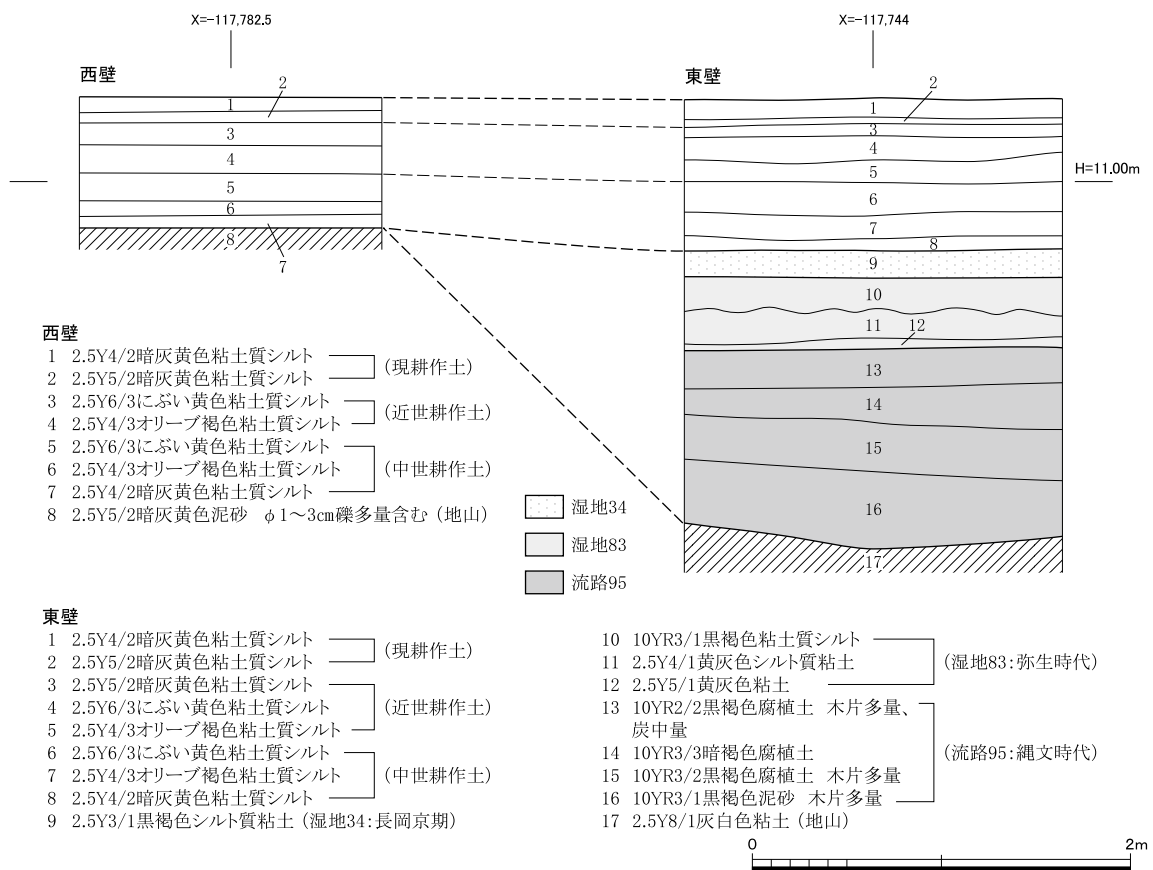 X=-117,782.5
X=-117,744
西壁
東壁
2
1
3
4
5
6
8
7
2
1
3
4
5
6
7
8
9
10
11
12
13
14
15
16
17
H=11.00m
西壁
1 2.5Y4/2暗灰黄色粘土質シルト
2 2.5Y5/2暗灰黄色粘土質シルト
(現耕作土)
3 2.5Y6/3にぶい黄色粘土質シルト
4 2.5Y4/3オリーブ褐色粘土質シルト
(近世耕作土)
5 2.5Y6/3にぶい黄色粘土質シルト
6 2.5Y4/3オリーブ褐色粘土質シルト
7 2.5Y4/2暗灰黄色粘土質シルト
(中世耕作土)
8 2.5Y5/2暗灰黄色泥砂 φ1～3cm礫多量含む(地山)
湿地34
湿地83
流路95
東壁
1 2.5Y4/2暗灰黄色粘土質シルト
2 2.5Y5/2暗灰黄色粘土質シルト
(現耕作土)
3 2.5Y5/2暗灰黄色粘土質シルト
4 2.5Y6/3にぶい黄色粘土質シルト
5 2.5Y4/3オリーブ褐色粘土質シルト
(近世耕作土)
6 2.5Y6/3にぶい黄色粘土質シルト
7 2.5Y4/3オリーブ褐色粘土質シルト
8 2.5Y4/2暗灰黄色粘土質シルト
(中世耕作土)
9 2.5Y3/1黒褐色シルト質粘土(湿地34:長岡京期)
10 10YR3/1黒褐色粘土質シルト
11 2.5Y4/1黄灰色シルト質粘土
12 2.5Y5/1黄灰色粘土
(湿地83:弥生時代)
13 10YR2/2黒褐色腐植土 木片多量、
炭中量
14 10YR3/3暗褐色腐植土
15 10YR3/2黒褐色腐植土 木片多量
16 10YR3/1黒褐色泥砂 木片多量
(流路95:縄文時代)
17 2.5Y8/1灰白色粘土(地山)
0
2m